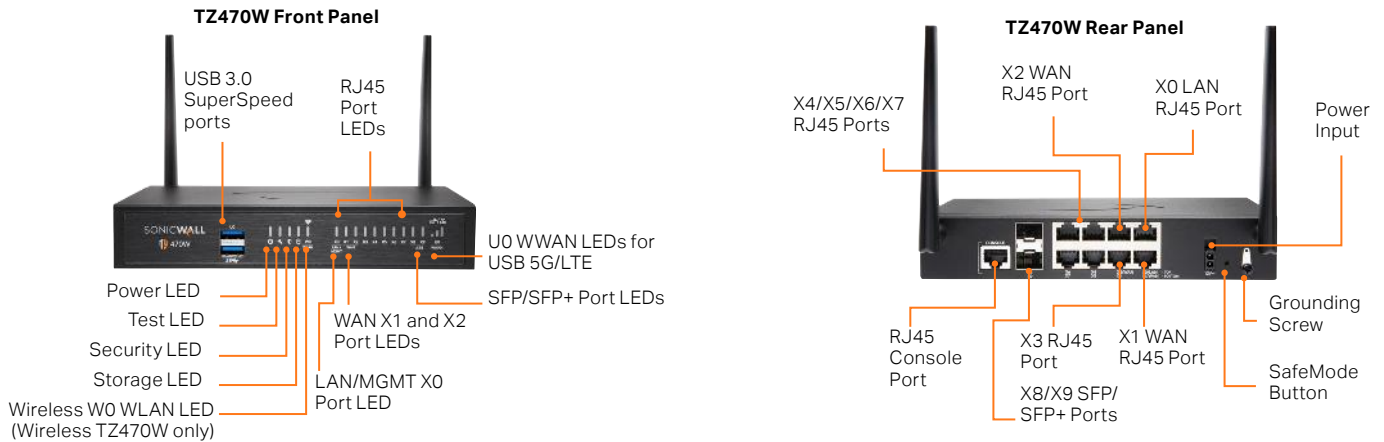 TZ470W Front Panel
USB 3.0
SuperSpeed
ports
RJ45
Port
LEDs
SONICWALL
470W
U0 WWAN LEDs for
USB 5G/LTE
SFP/SFP+ Port LEDs
Power LED
Test LED
Security LED
Storage LED
Wireless W0 WLAN LED
(Wireless TZ470W only)
WAN X1 and X2
Port LEDs
LAN/MGMT X0
Port LED
TZ470W Rear Panel
X4/X5/X6/X7
RJ45 Ports
X2 WAN
RJ45 Port
X0 LAN
RJ45 Port
Power
Input
CONSOLE
RJ45
Console
Port
X3 RJ45
Port
X8/X9 SFP/
SFP+ Ports
X1 WAN
RJ45 Port
Grounding
Screw
SafeMode
Button